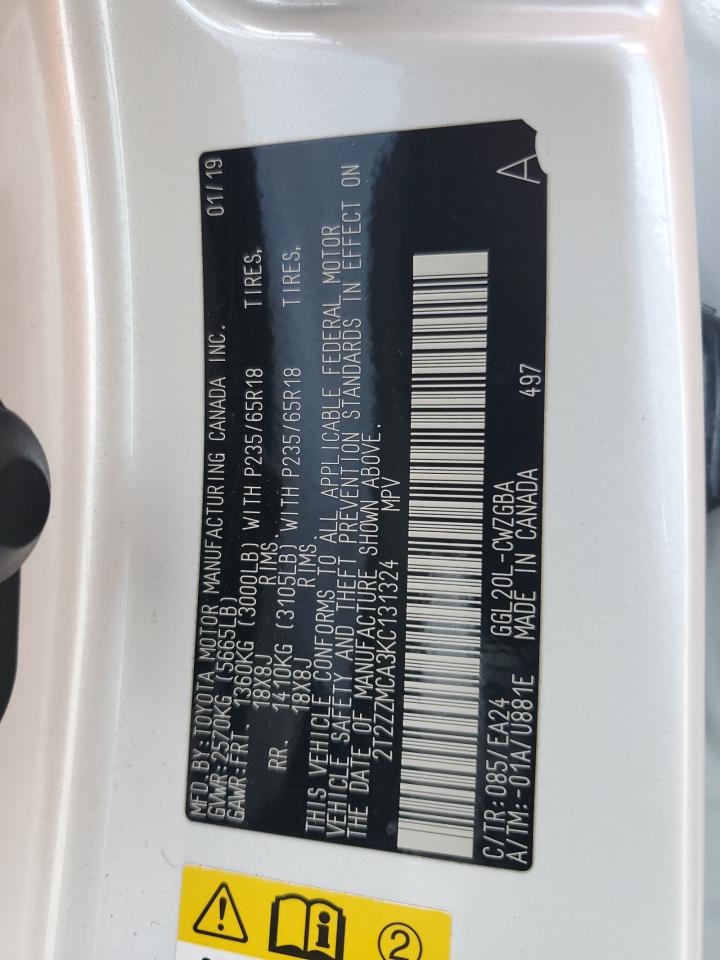 MFD. BY:TOYOTA MOTOR MANUFACTURING CANADA INC. 01/19
GVWR:2570KG (5665LB)
GAWR:FRT. 1360KG (3000LB) WITH P235/65R18 TIRES,
18X8J RIMS,
RR. 1410KG (3105LB) WITH P235/65R18 TIRES,
18X8J RIMS.
THIS VEHICLE CONFORMS TO ALL APPLICABLE FEDERAL MOTOR
VEHICLE SAFETY AND THEFT PREVENTION STANDARDS IN EFFECT ON
THE DATE OF MANUFACTURE SHOWN ABOVE.
2T2ZZMCA3KC131324 MPV
C/TR:085/EA24 GGL20L-CWZGBA A
A/TM:-01A/U881E MADE IN CANADA 497
2